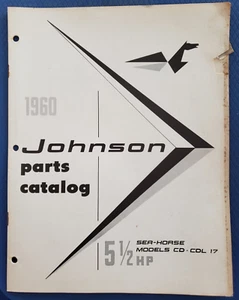 1960
Johnson
parts
catalog
5 1/2 HP
SEA-HORSE
MODELS CD-CDL 17